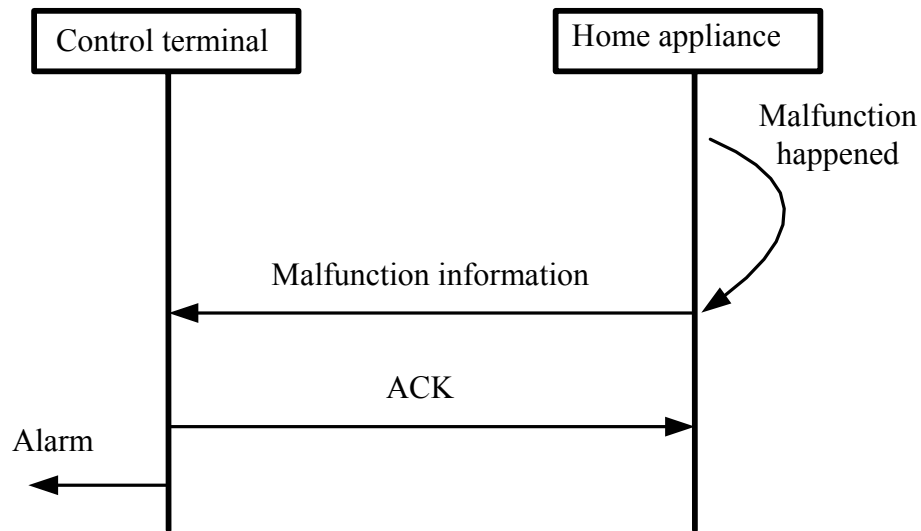 Control terminal
Home appliance
Malfunction
happened
Malfunction information
ACK
Alarm